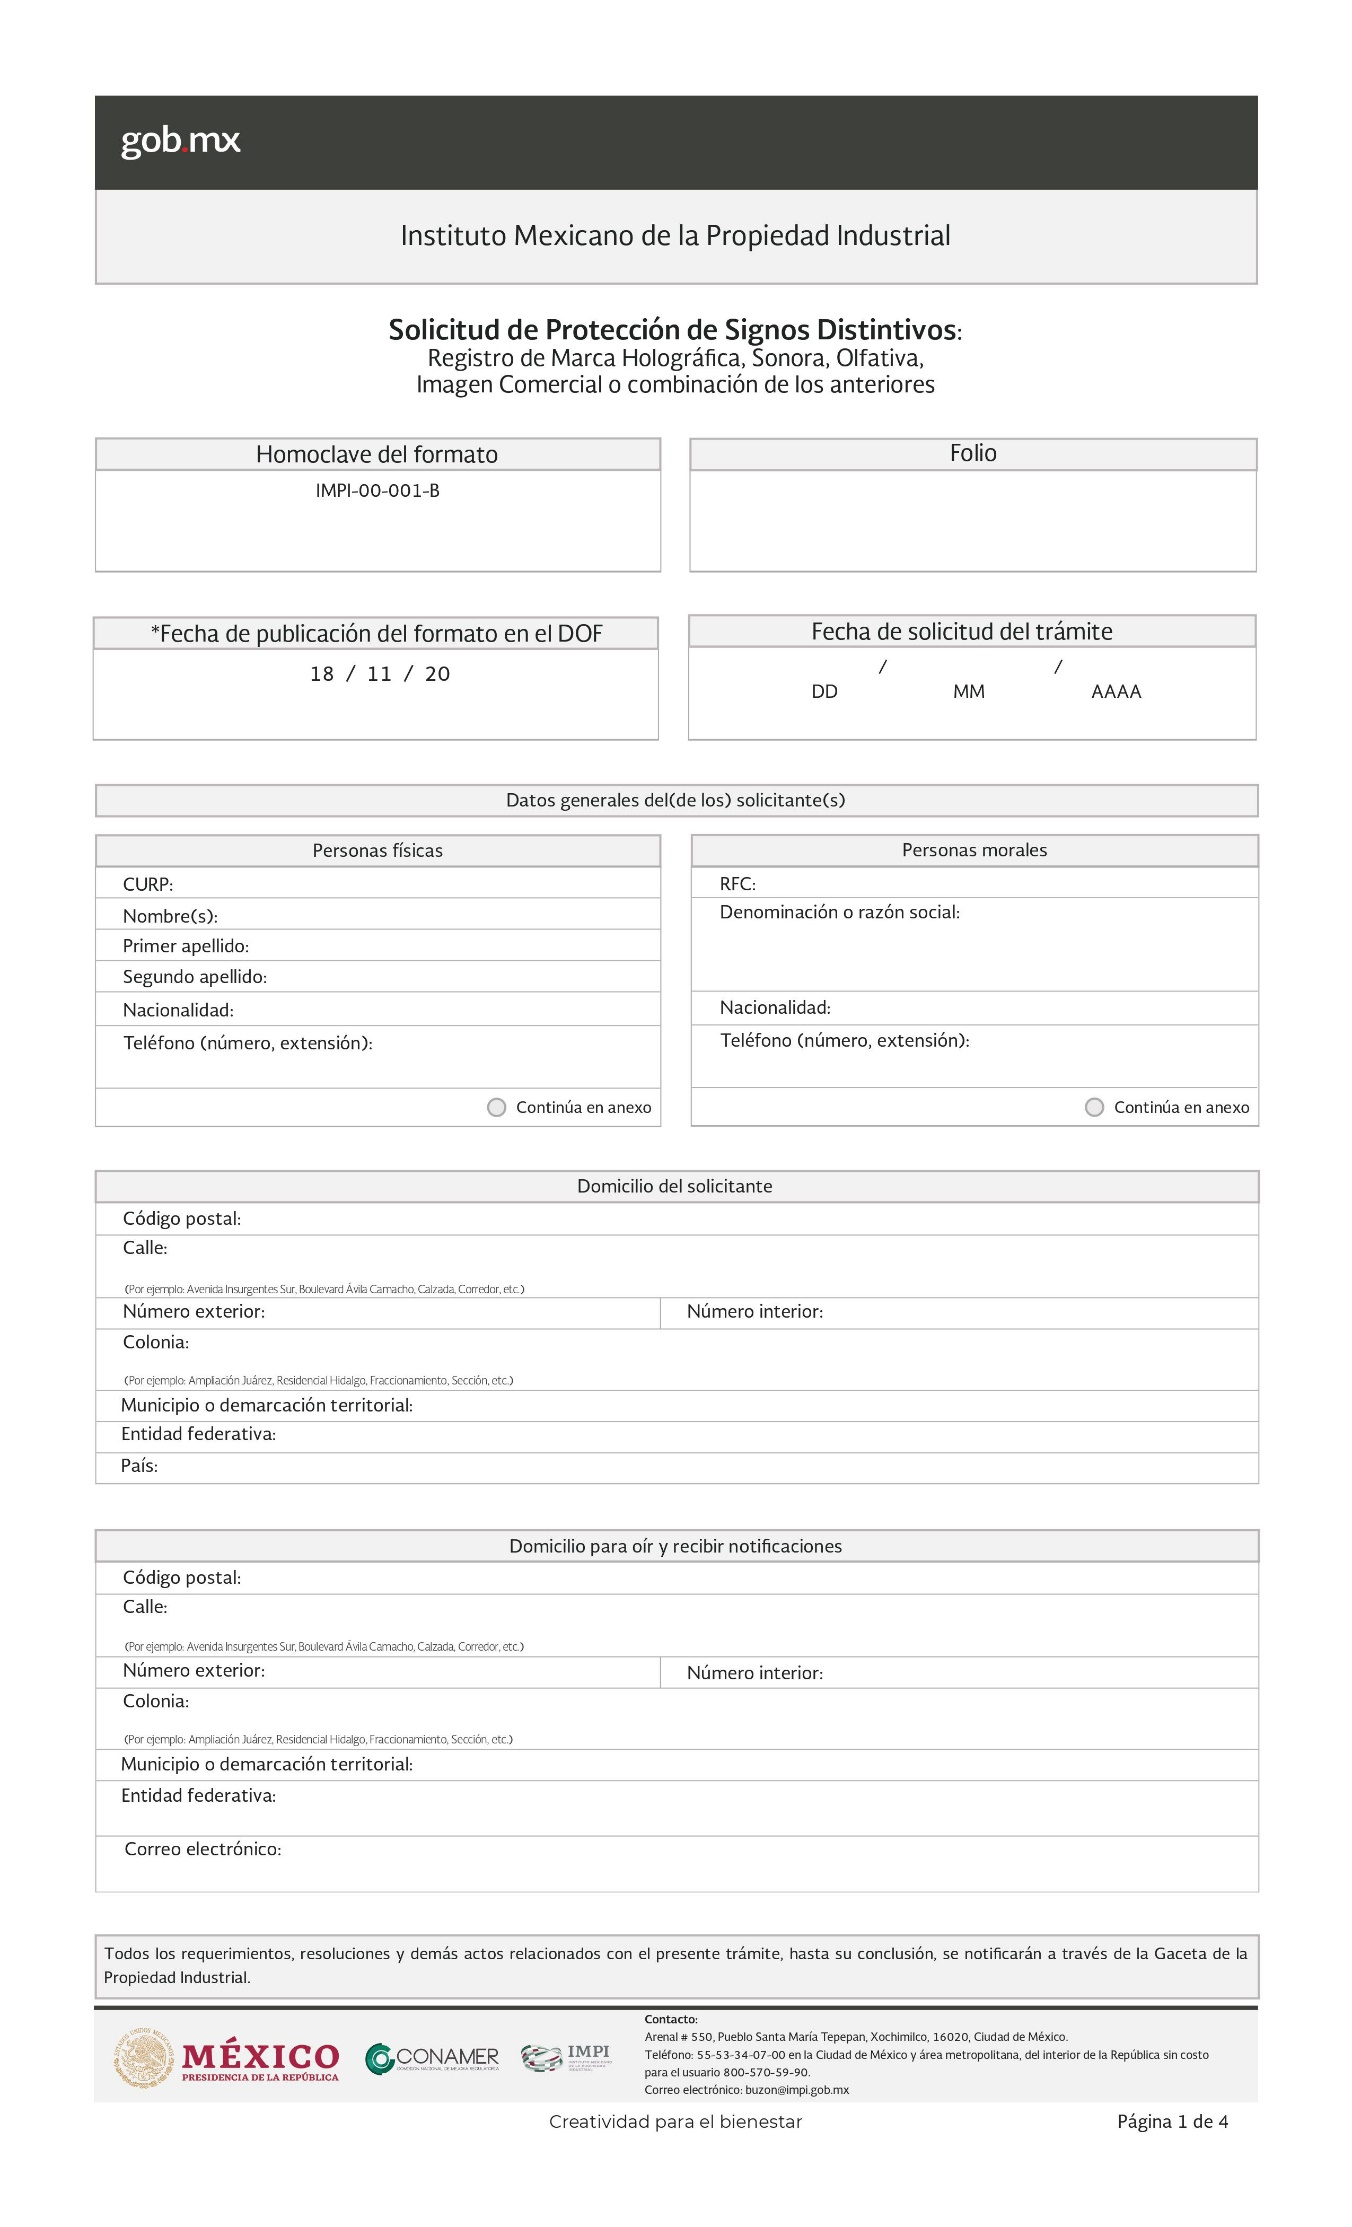 gob.mx
Instituto Mexicano de la Propiedad Industrial
Solicitud de Protección de Signos Distintivos:
Registro de Marca Holográfica, Sonora, Olfativa,
Imagen Comercial o combinación de los anteriores
Homoclave del formato
IMPI-00-001-B
Folio
*Fecha de publicación del formato en el DOF
18 / 11 / 20
Fecha de solicitud del trámite
/ /
DD MM AAAA
Datos generales del(de los) solicitante(s)
Personas físicas
CURP:
Nombre(s):
Primer apellido:
Segundo apellido:
Nacionalidad:
Teléfono (número, extensión):
Continúa en anexo
Personas morales
RFC:
Denominación o razón social:
Nacionalidad:
Teléfono (número, extensión):
Continúa en anexo
Domicilio del solicitante
Código postal:
Calle:
(Por ejemplo: Avenida Insurgentes Sur, Boulevard Ávila Camacho, Calzada, Corredor, etc.)
Número exterior: Número interior:
Colonia:
(Por ejemplo: Ampliación Juárez, Residencial Hidalgo, Fraccionamiento, Sección, etc.)
Municipio o demarcación territorial:
Entidad federativa:
País:
Domicilio para oír y recibir notificaciones
Código postal:
Calle:
(Por ejemplo: Avenida Insurgentes Sur, Boulevard Ávila Camacho, Calzada, Corredor, etc.)
Número exterior: Número interior:
Colonia:
(Por ejemplo: Ampliación Juárez, Residencial Hidalgo, Fraccionamiento, Sección, etc.)
Municipio o demarcación territorial:
Entidad federativa:
Correo electrónico:
Todos los requerimientos, resoluciones y demás actos relacionados con el presente trámite, hasta su conclusión, se notificarán a través de la Gaceta de la
Propiedad Industrial.
MÉXICO
PRESIDENCIA DE LA REPÚBLICA
CONAMER
COMISIÓN NACIONAL DE MEJORA REGULATORIA
IMPI
INSTITUTO MEXICANO
DE LA PROPIEDAD
INDUSTRIAL
Contacto:
Arenal # 550, Pueblo Santa María Tepepan, Xochimilco, 16020, Ciudad de México.
Teléfono: 55-53-34-07-00 en la Ciudad de México y área metropolitana, del interior de la República sin costo
para el usuario 800-570-59-90.
Correo electrónico: buzon@impi.gob.mx
Creatividad para el bienestar
Página 1 de 4